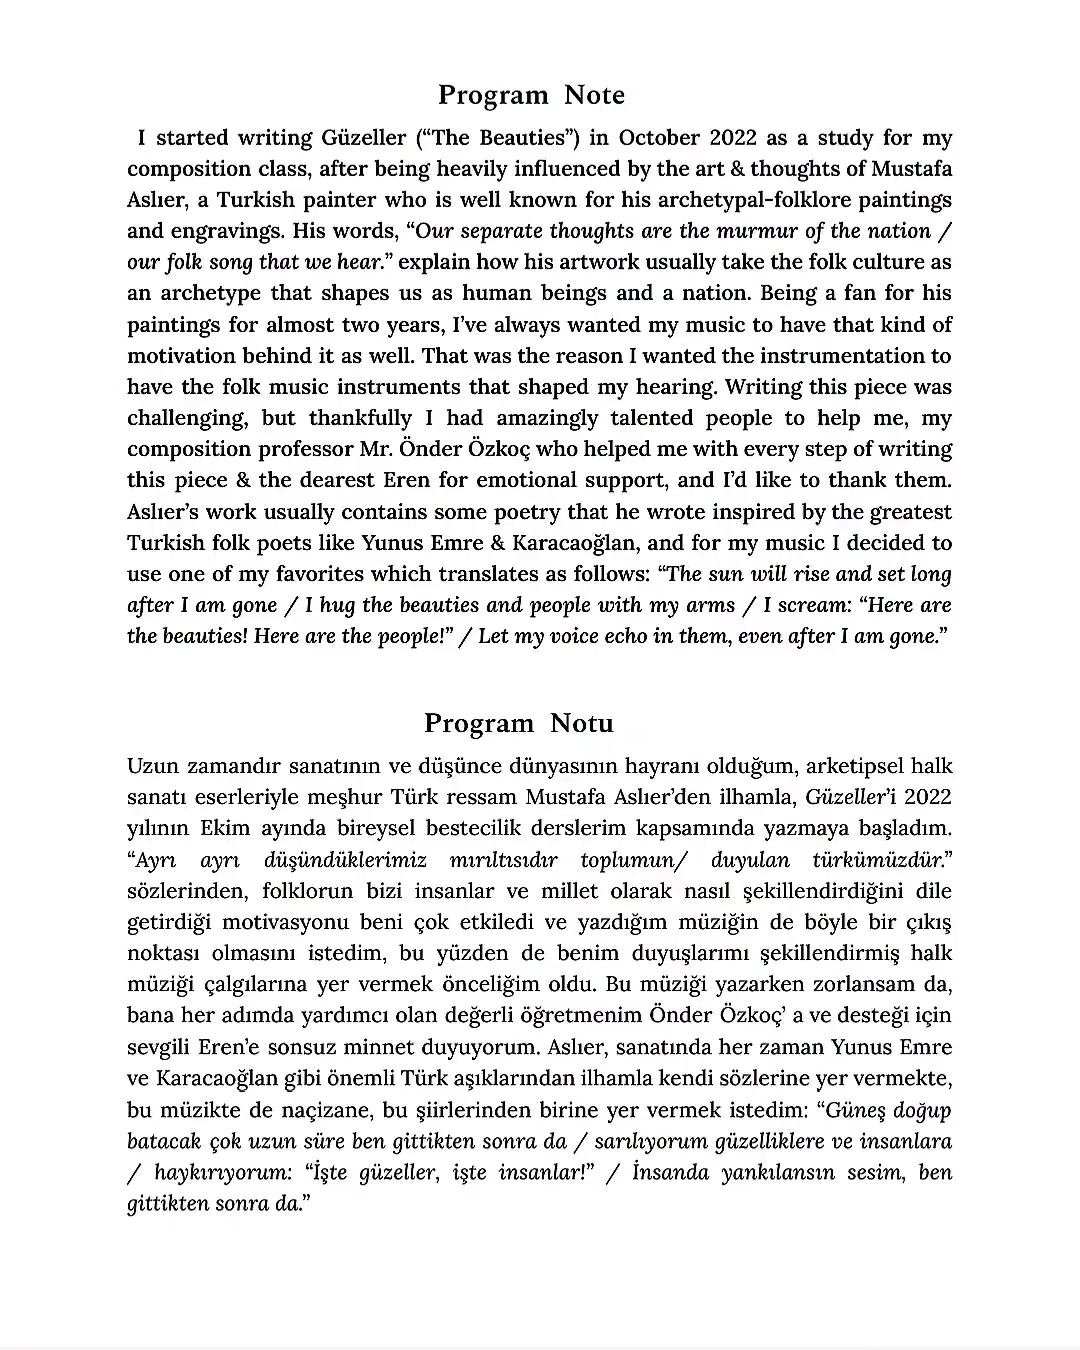 Program Note
I started writing Güzeller (“The Beauties”) in October 2022 as a study for my
composition class, after being heavily influenced by the art & thoughts of Mustafa
Aslıer, a Turkish painter who is well known for his archetypal-folklore paintings
and engravings. His words, “Our separate thoughts are the murmur of the nation /
our folk song that we hear.” explain how his artwork usually take the folk culture as
an archetype that shapes us as human beings and a nation. Being a fan for his
paintings for almost two years, I’ve always wanted my music to have that kind of
motivation behind it as well. That was the reason I wanted the instrumentation to
have the folk music instruments that shaped my hearing. Writing this piece was
challenging, but thankfully I had amazingly talented people to help me, my
composition professor Mr. Önder Özkoç who helped me with every step of writing
this piece & the dearest Eren for emotional support, and I’d like to thank them.
Aslıer’s work usually contains some poetry that he wrote inspired by the greatest
Turkish folk poets like Yunus Emre & Karacaoğlan, and for my music I decided to
use one of my favorites which translates as follows: “The sun will rise and set long
after I am gone / I hug the beauties and people with my arms / I scream: “Here are
the beauties! Here are the people!” / Let my voice echo in them, even after I am gone.”
Program Notu
Uzun zamandır sanatının ve düşünce dünyasının hayranı olduğum, arketipsel halk
sanatı eserleriyle meşhur Türk ressam Mustafa Aslıer’den ilhamla, Güzeller’i 2022
yılının Ekim ayında bireysel bestecilik derslerim kapsamında yazmaya başladım.
“Ayrı ayrı düşündüklerimiz mırıltısıdır toplumun/ duyulan türkümüzdür.”
sözlerinden, folklorun bizi insanlar ve millet olarak nasıl şekillendirdiğini dile
getirdiği motivasyonu beni çok etkiledi ve yazdığım müziğin de böyle bir çıkış
noktası olmasını istedim, bu yüzden de benim duyuşlarımı şekillendirmiş halk
müziği çalgılarına yer vermek önceliğim oldu. Bu müziği yazarken zorlansam da,
bana her adımda yardımcı olan değerli öğretmenim Önder Özkoç’ a ve desteği için
sevgili Eren’e sonsuz minnet duyuyorum. Aslıer, sanatında her zaman Yunus Emre
ve Karacaoğlan gibi önemli Türk aşıklarından ilhamla kendi sözlerine yer vermekte,
bu müzikte de naçizane, bu şiirlerinden birine yer vermek istedim: “Güneş doğup
batacak çok uzun süre ben gittikten sonra da / sarılıyorum güzelliklere ve insanlara
/ haykırıyorum: “İşte güzeller, işte insanlar!” / İnsanda yankılansın sesim, ben
gittikten sonra da.”